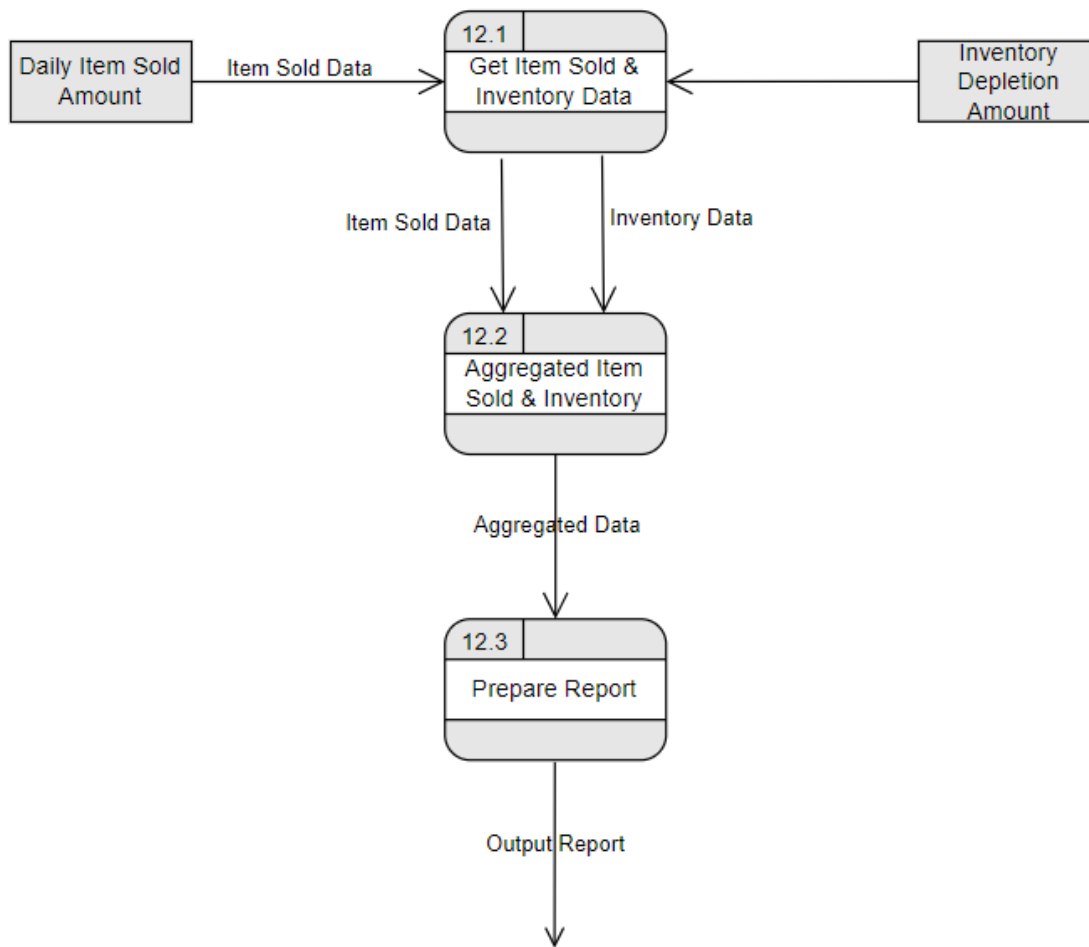 12.1
Daily Item Sold
Amount
Item Sold Data
Get Item Sold &
Inventory Data
Inventory
Depletion
Amount
Item Sold Data
Inventory Data
12.2
Aggregated Item
Sold & Inventory
Aggregated Data
12.3
Prepare Report
Output Report